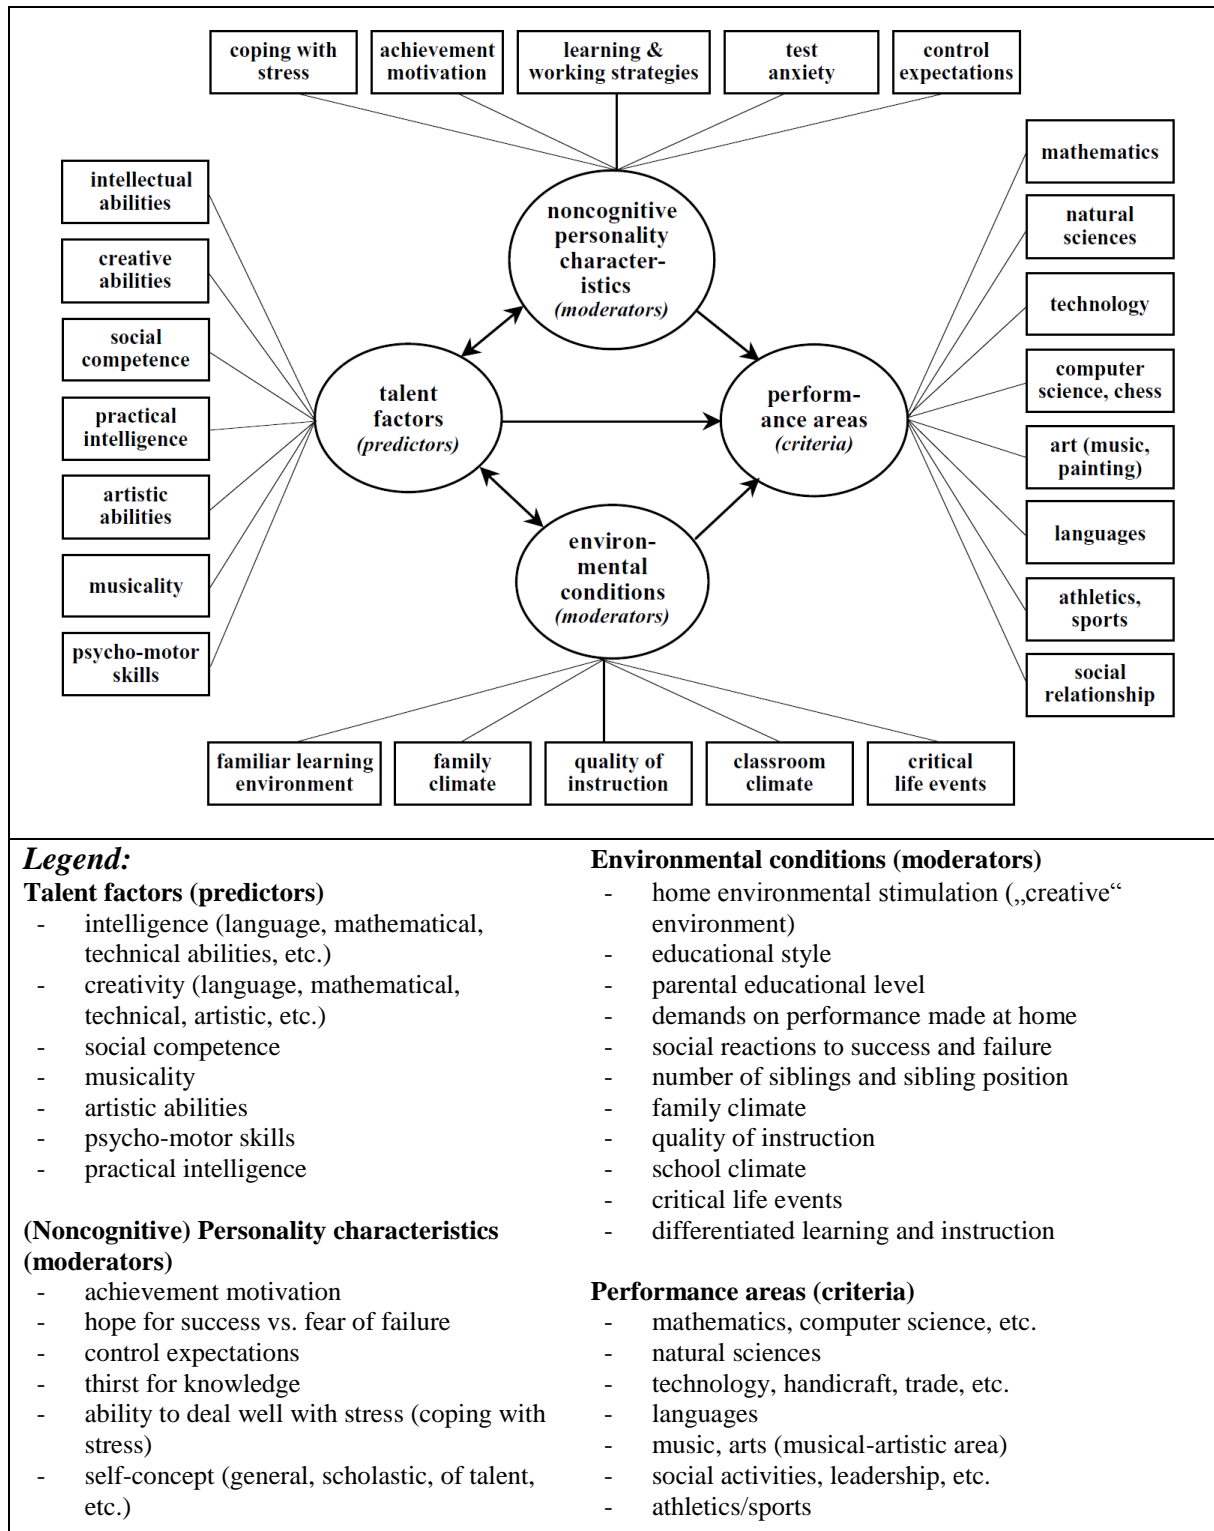 coping with
stress
achievement
motivation
learning &
working strategies
test
anxiety
control
expectations
intellectual
abilities
creative
abilities
social
competence
practical
intelligence
artistic
abilities
musicality
psycho-motor
skills
noncognitive
personality
character-
istics
(moderators)
talent
factors
(predictors)
perform-
ance areas
(criteria)
environ-
mental
conditions
(moderators)
mathematics
natural
sciences
technology
computer
science, chess
art (music,
painting)
languages
athletics,
sports
social
relationship
familiar learning
environment
family
climate
quality of
instruction
classroom
climate
critical
life events
Legend:
Talent factors (predictors)
- intelligence (language, mathematical,
technical abilities, etc.)
- creativity (language, mathematical,
technical, artistic, etc.)
- social competence
- musicality
- artistic abilities
- psycho-motor skills
- practical intelligence
(Noncognitive) Personality characteristics
(moderators)
- achievement motivation
- hope for success vs. fear of failure
- control expectations
- thirst for knowledge
- ability to deal well with stress (coping with
stress)
- self-concept (general, scholastic, of talent,
etc.)
Environmental conditions (moderators)
- home environmental stimulation („creative“
environment)
- educational style
- parental educational level
- demands on performance made at home
- social reactions to success and failure
- number of siblings and sibling position
- family climate
- quality of instruction
- school climate
- critical life events
- differentiated learning and instruction
Performance areas (criteria)
- mathematics, computer science, etc.
- natural sciences
- technology, handicraft, trade, etc.
- languages
- music, arts (musical-artistic area)
- social activities, leadership, etc.
- athletics/sports